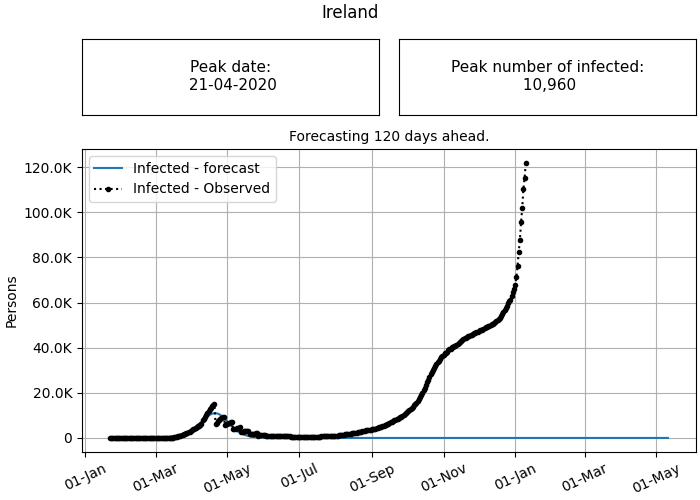 Ireland
Peak date:
21-04-2020
Peak number of infected:
10,960
Forecasting 120 days ahead.
Infected - forecast
Infected - Observed
120.0K
100.0K
80.0K
60.0K
40.0K
20.0K
0
Persons
01-Jan
01-Mar
01-May
01-Jul
01-Sep
01-Nov
01-Jan
01-Mar
01-May